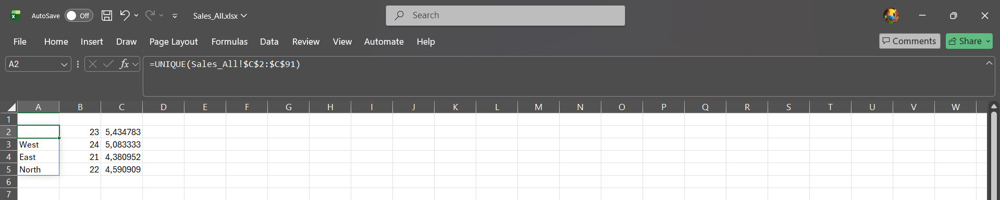 AutoSave Off Sales_All.xlsx Search
File Home Insert Draw Page Layout Formulas Data Review View Automate Help Comments Share
A2 fx =UNIQUE(Sales_All!$C$2:$C$91)
A B C D E F G H I J K L M N O P Q R S T U V W
1
2 23 5,434783
3 West 24 5,083333
4 East 21 4,380952
5 North 22 4,590909
6
7